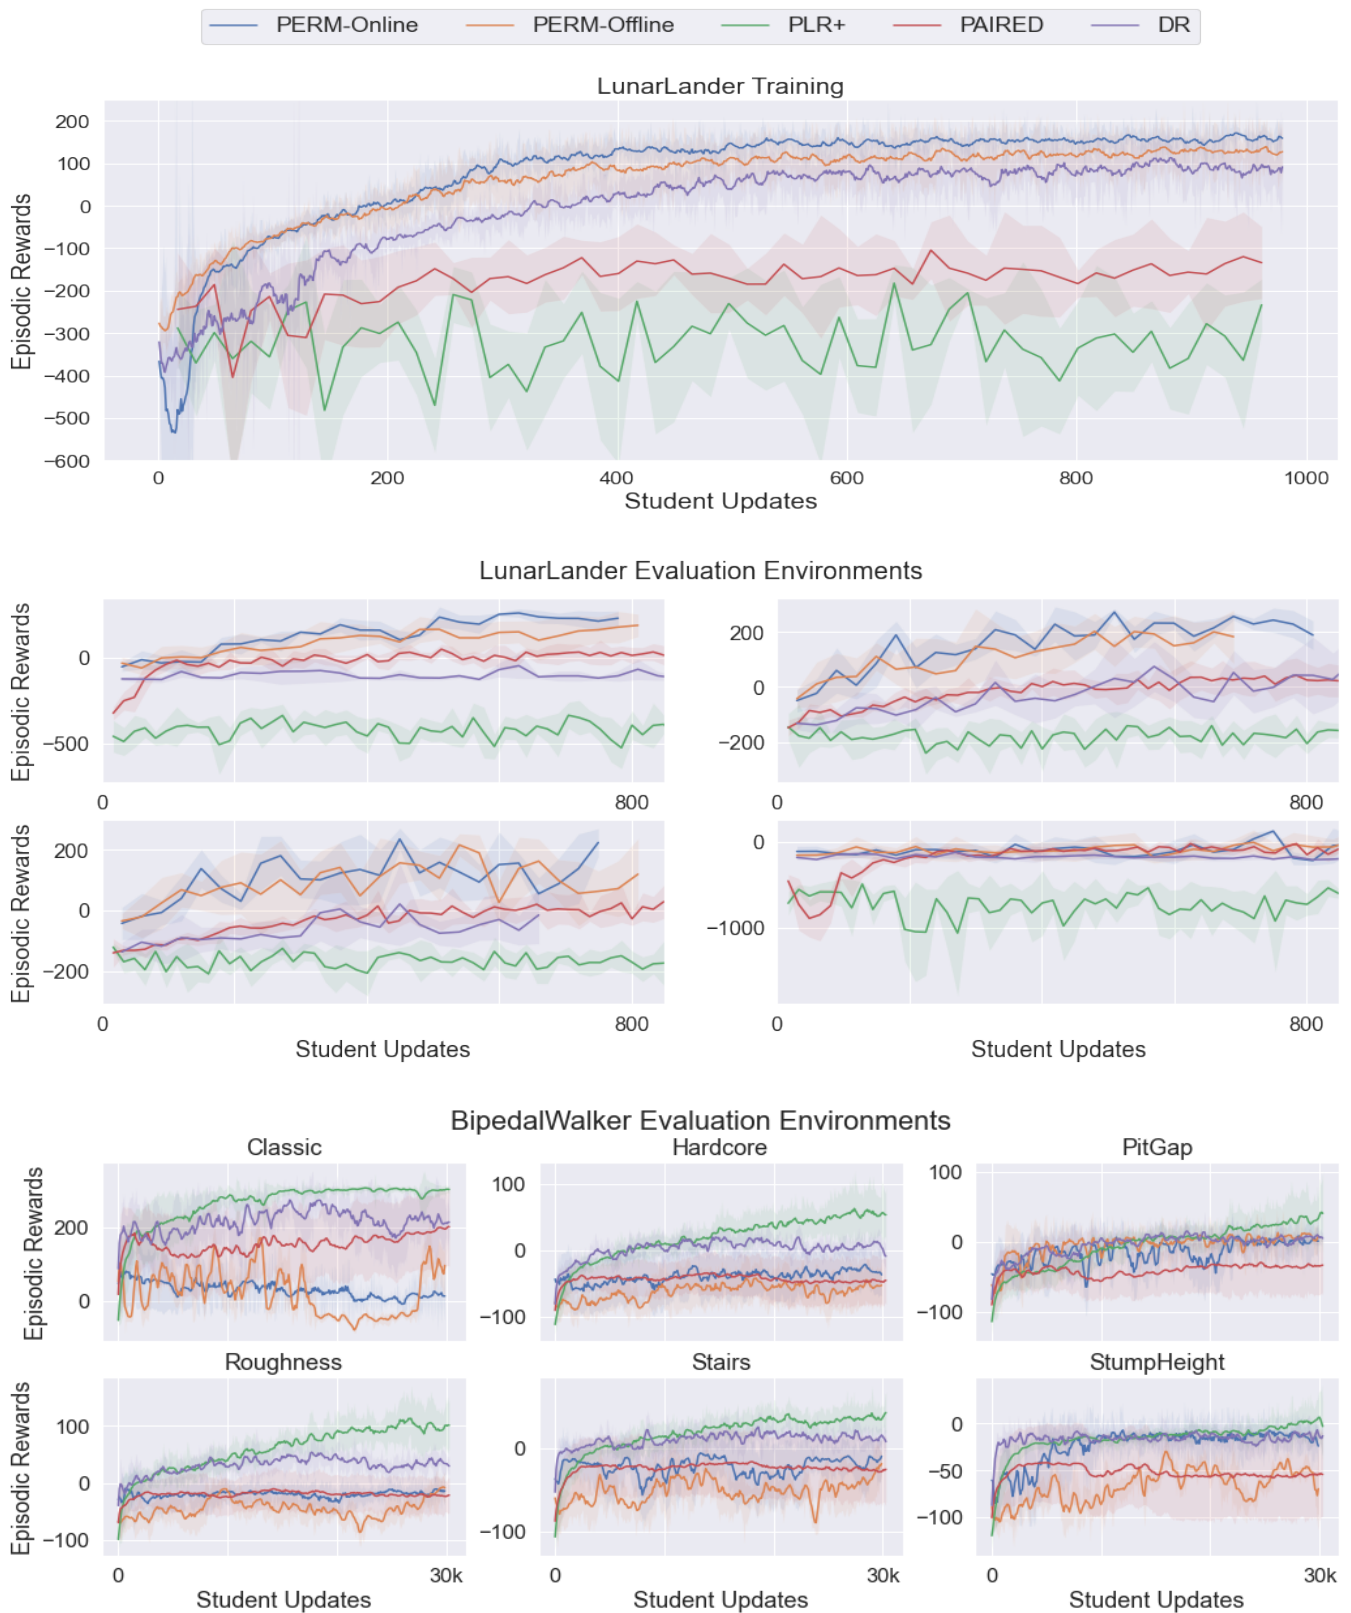 PERM-Online PERM-Offline PLR+ PAIRED DR
LunarLander Training
Episodic Rewards
200
100
0
−100
−200
−300
−400
−500
−600
0 200 400 600 800 1000
Student Updates
LunarLander Evaluation Environments
Episodic Rewards
0
−500
0 800
200
0
−200
0 800
Episodic Rewards
200
0
−200
0 800
Student Updates
0
−1000
0 800
Student Updates
BipedalWalker Evaluation Environments
Classic
Episodic Rewards
200
0
Hardcore
100
0
−100
PitGap
100
0
−100
Roughness
Episodic Rewards
100
0
−100
0 30k
Student Updates
Stairs
0
−100
0 30k
Student Updates
StumpHeight
0
−50
−100
0 30k
Student Updates